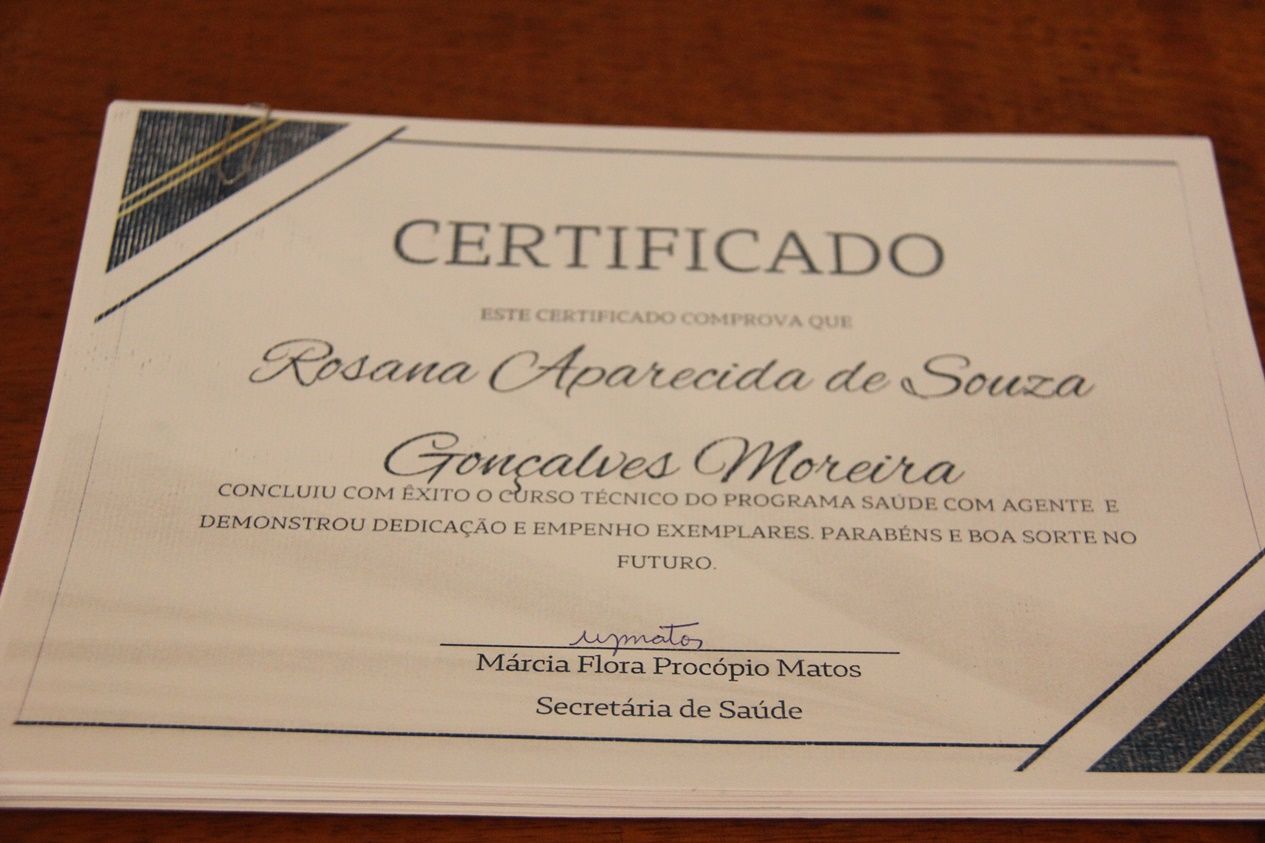 CERTIFICADO
ESTE CERTIFICADO COMPROVA QUE
Rosana Aparecida de Souza
Gonçalves Moreira
CONCLUIU COM ÊXITO O CURSO TÉCNICO DO PROGRAMA SAÚDE COM AGENTE E
DEMONSTROU DEDICAÇÃO E EMPENHO EXEMPLARES. PARABÉNS E BOA SORTE NO
FUTURO.
Márcia Flora Procópio Matos
Secretária de Saúde